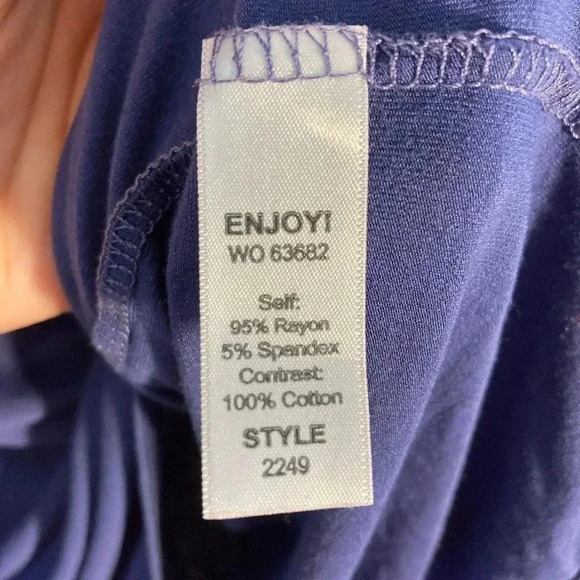 ENJOY!
WO 63682
Self:
95% Rayon
5% Spandex
Contrast:
100% Cotton
STYLE
2249